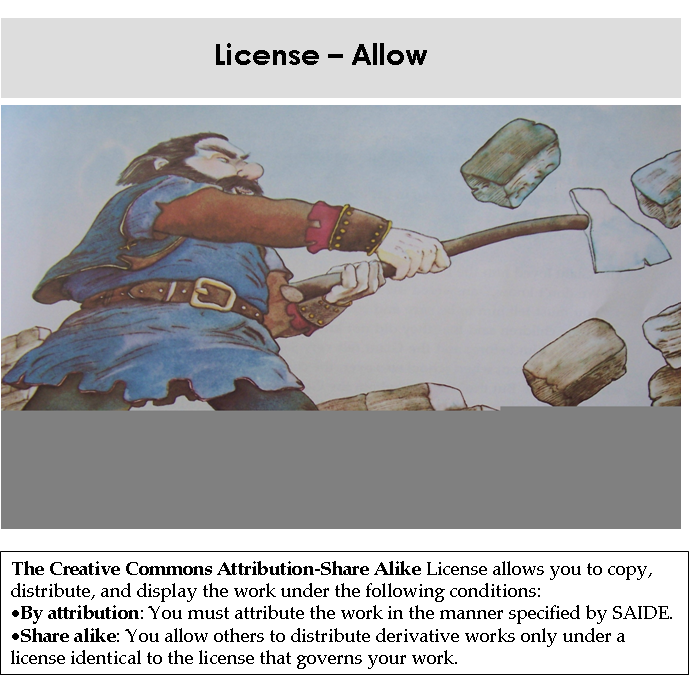 License – Allow
The Creative Commons Attribution-Share Alike License allows you to copy,
distribute, and display the work under the following conditions:
•By attribution: You must attribute the work in the manner specified by SAIDE.
•Share alike: You allow others to distribute derivative works only under a
license identical to the license that governs your work.